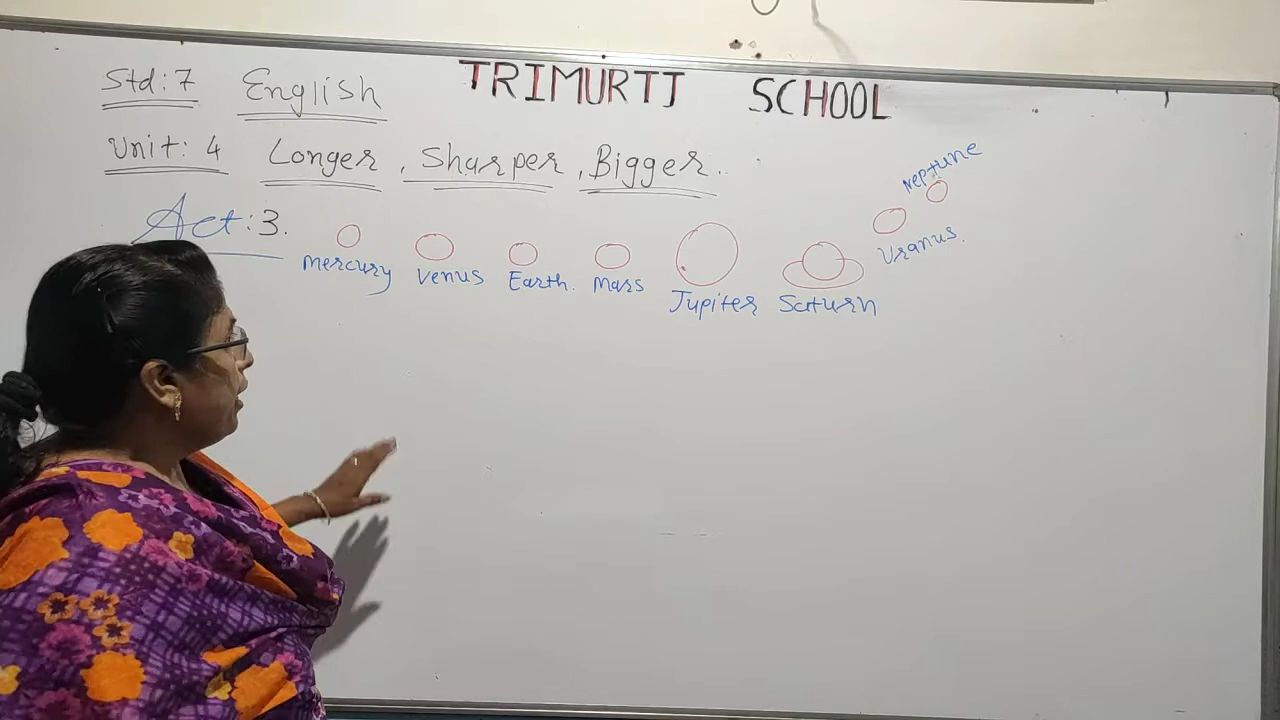 TRIMURTI SCHOOL
Std:7 English
Unit: 4 Longer, Sharper, Bigger.
Act:3.
Mercury Venus Earth. Mars Jupiter Saturn Uranus. Neptune